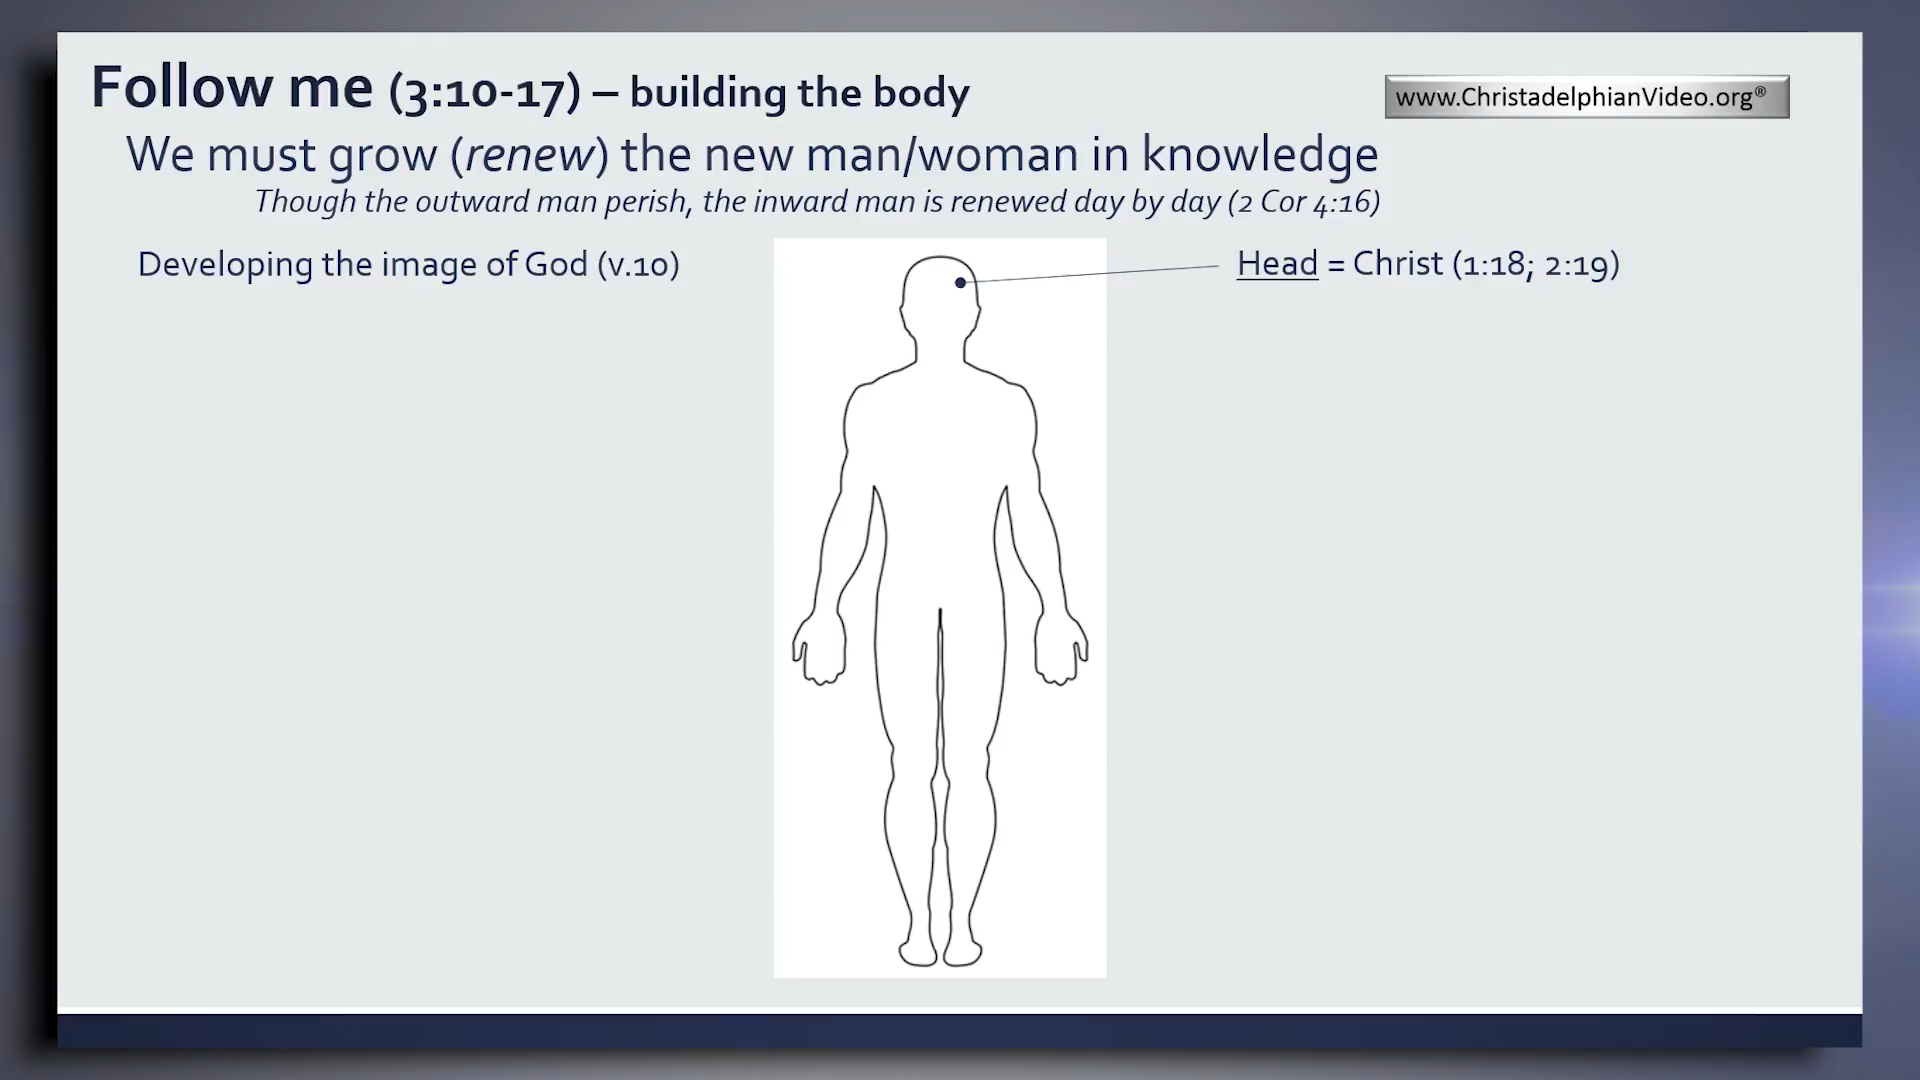 Follow me (3:10-17) – building the body
www.ChristadelphianVideo.org®
We must grow (renew) the new man/woman in knowledge
Though the outward man perish, the inward man is renewed day by day (2 Cor 4:16)
Developing the image of God (v.10)
Head = Christ (1:18; 2:19)